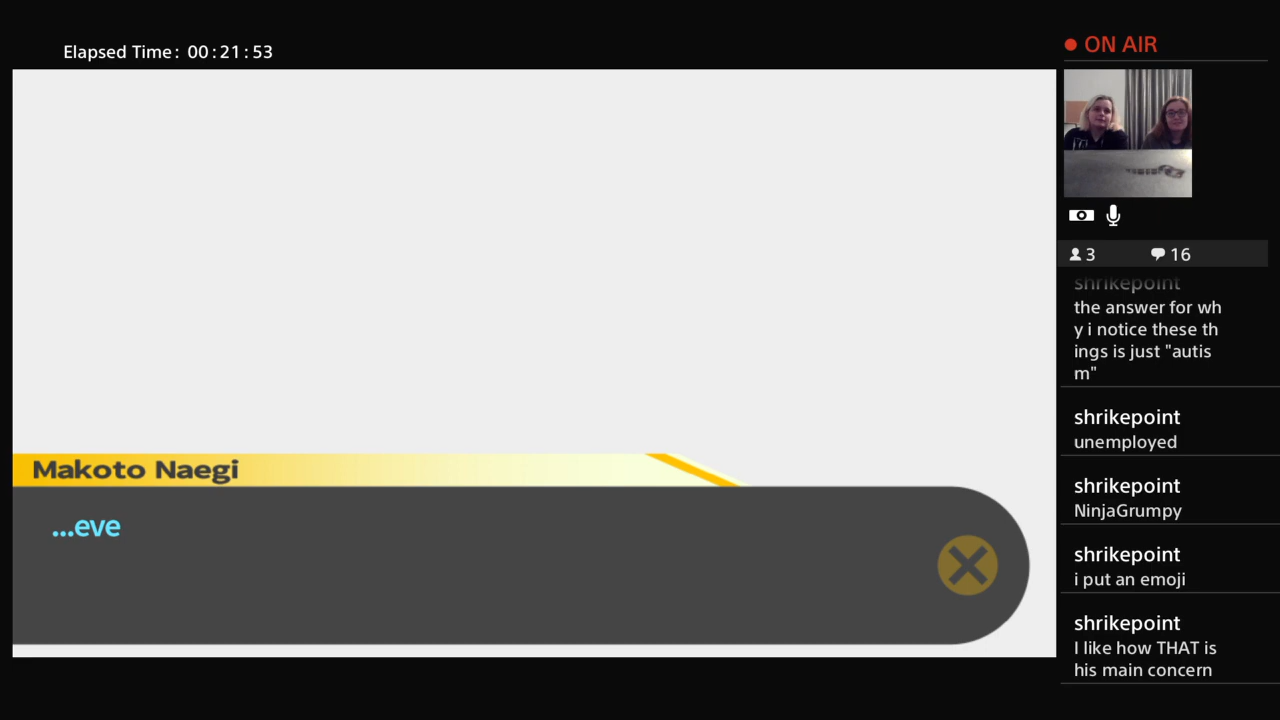 Elapsed Time: 00:21:53
ON AIR
3 16
shrikepoint
the answer for wh
y i notice these th
ings is just "autis
m"
shrikepoint
unemployed
shrikepoint
NinjaGrumpy
shrikepoint
i put an emoji
shrikepoint
I like how THAT is
his main concern
Makoto Naegi
...eve